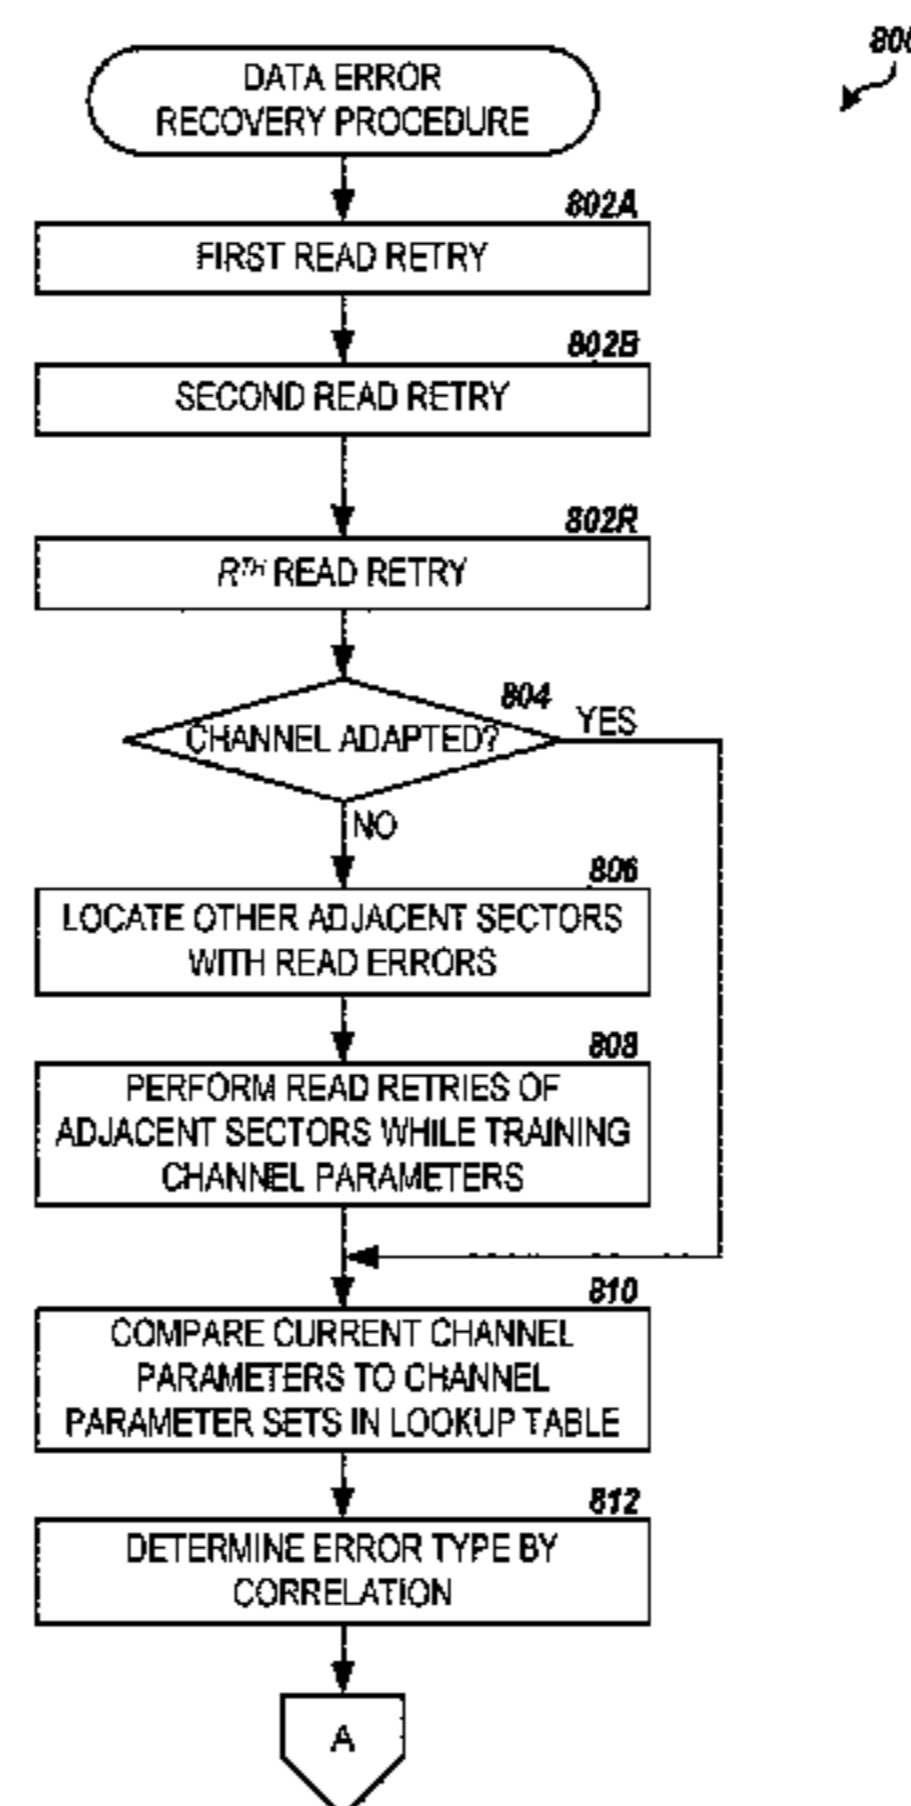 800
DATA ERROR
RECOVERY PROCEDURE
802A
FIRST READ RETRY
802B
SECOND READ RETRY
802R
RTH READ RETRY
804
CHANNEL ADAPTED?
YES
NO
806
LOCATE OTHER ADJACENT SECTORS
WITH READ ERRORS
808
PERFORM READ RETRIES OF
ADJACENT SECTORS WHILE TRAINING
CHANNEL PARAMETERS
810
COMPARE CURRENT CHANNEL
PARAMETERS TO CHANNEL
PARAMETER SETS IN LOOKUP TABLE
812
DETERMINE ERROR TYPE BY
CORRELATION
A